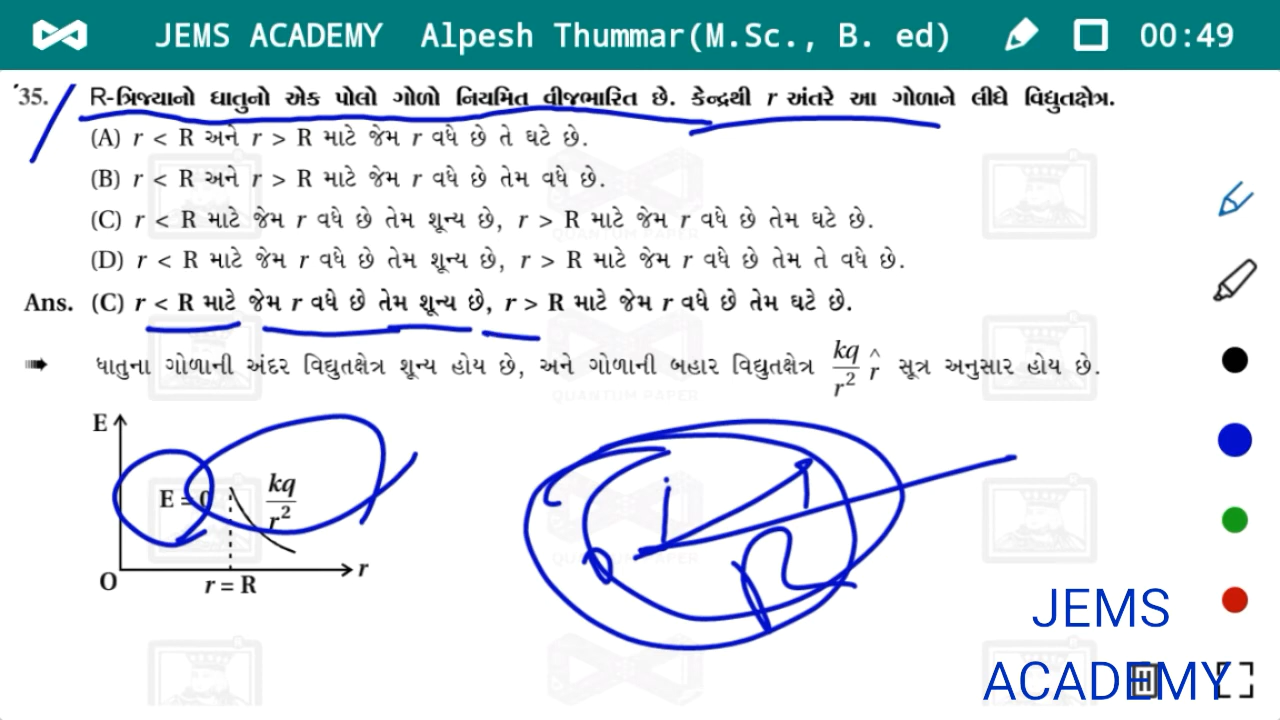 JEMS ACADEMY Alpesh Thummar(M.Sc., B. ed) 00:49
35. R-ત્રિજ્યાનો ધાતુનો એક પોલો ગોળો નિયમિત વીજભારિત છે. કેન્દ્રથી r અંતરે આ ગોળાને લીધે વિદ્યુતક્ષેત્ર.
(A) r < R અને r > R માટે જેમ r વધે છે તે ઘટે છે.
(B) r < R અને r > R માટે જેમ r વધે છે તેમ વધે છે.
(C) r < R માટે જેમ r વધે છે તેમ શૂન્ય છે, r > R માટે જેમ r વધે છે તેમ ઘટે છે.
(D) r < R માટે જેમ r વધે છે તેમ શૂન્ય છે, r > R માટે જેમ r વધે છે તેમ તે વધે છે.
Ans. (C) r < R માટે જેમ r વધે છે તેમ શૂન્ય છે, r > R માટે જેમ r વધે છે તેમ ઘટે છે.
➠ ધાતુના ગોળાની અંદર વિદ્યુતક્ષેત્ર શૂન્ય હોય છે, અને ગોળાની બહાર વિદ્યુતક્ષેત્ર kq/r² r̂ સૂત્ર અનુસાર હોય છે.
E
E = 0 kq/r²
O r = R r
R
JEMS
ACADEMY
QUANTUM PAPER